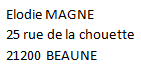 Elodie MAGNE
25 rue de la chouette
21200 BEAUNE